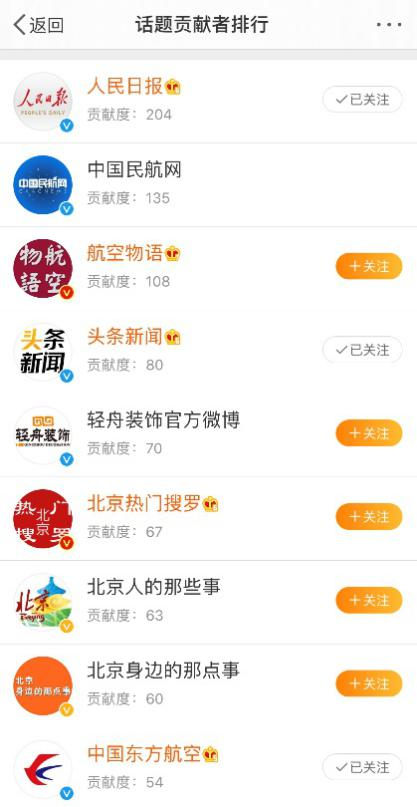 返回
话题贡献者排行
人民日报
PEOPLE'S DAILY
人民日报
贡献度：204
已关注
中国民航网
CAACNEWS
中国民航网
贡献度：135
物航
語空
航空物语
贡献度：108
+关注
头条
新闻
头条新闻
贡献度：80
已关注
轻舟装饰
轻舟装饰官方微博
贡献度：70
+关注
热门
北京
搜罗
北京热门搜罗
贡献度：67
+关注
北京
Beijing
北京人的那些事
贡献度：63
+关注
北京
身边的那点事
北京身边的那点事
贡献度：60
+关注
中国东方航空
贡献度：54
已关注